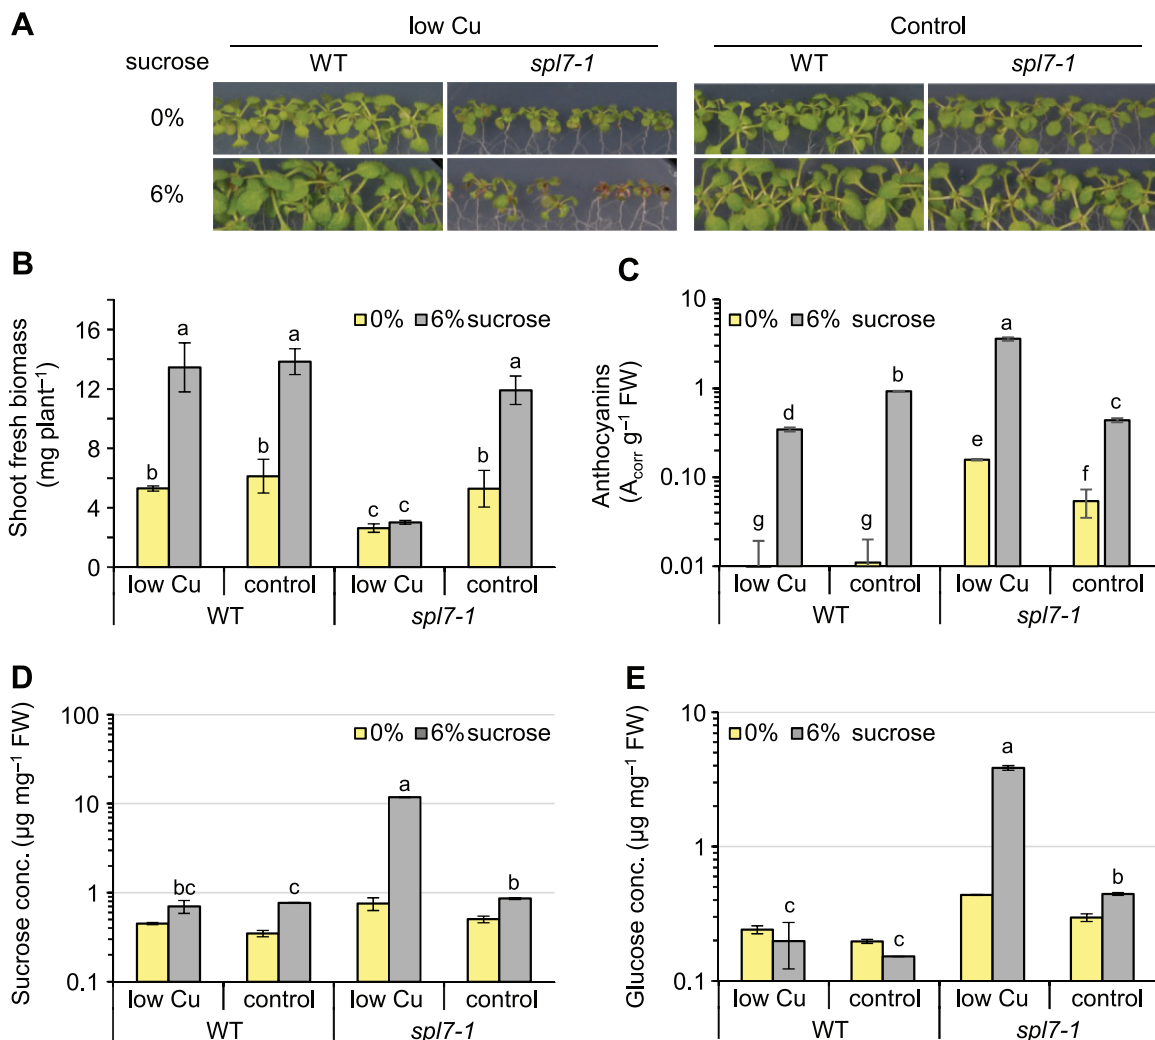 A
low Cu Control
sucrose WT spl7-1 WT spl7-1
0%
6%
B
Shoot fresh biomass
(mg plant⁻¹)
16
12
8
4
0
0% 6% sucrose
b a b a c c b a
low Cu control low Cu control
WT spl7-1
C
Anthocyanins
(Acorr g⁻¹ FW)
10
1
0.10
0.01
0% 6% sucrose
g d g b e a f c
low Cu control low Cu control
WT spl7-1
D
Sucrose conc. (µg mg⁻¹ FW)
100
10
1
0.1
0% 6% sucrose
bc c a b
low Cu control low Cu control
WT spl7-1
E
Glucose conc. (µg mg⁻¹ FW)
10
1
0.1
0% 6% sucrose
c c a b
low Cu control low Cu control
WT spl7-1